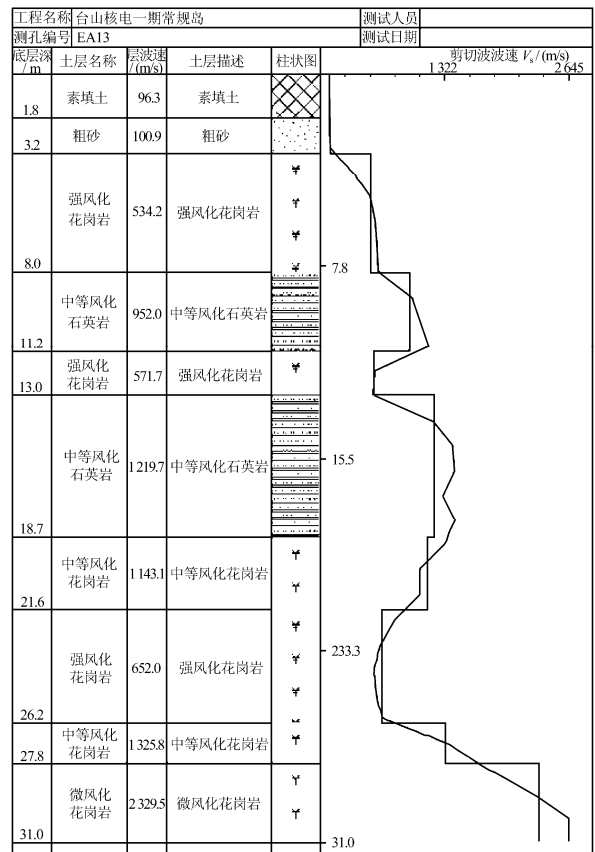 工程名称 台山核电一期常规岛 测试人员
测孔编号 EA13 测试日期
底层深/m 土层名称 层波速/(m/s) 土层描述 柱状图 剪切波波速 Vs/(m/s)
1 322 2 645
1.8 素填土 96.3 素填土
3.2 粗砂 100.9 粗砂
强风化
花岗岩 534.2 强风化花岗岩
8.0 7.8
中等风化
石英岩 952.0 中等风化石英岩
11.2
强风化
花岗岩 571.7 强风化花岗岩
13.0
中等风化
石英岩 1 219.7 中等风化石英岩
15.5
18.7
中等风化
花岗岩 1 143.1 中等风化花岗岩
21.6
233.3
强风化
花岗岩 652.0 强风化花岗岩
26.2
中等风化
花岗岩 1 325.8 中等风化花岗岩
27.8
微风化
花岗岩 2 329.5 微风化花岗岩
31.0 31.0